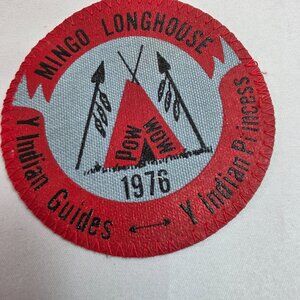 MINGO LONGHOUSE
Pow
wow
1976
Y Indian Guides ↔ Y Indian Princess